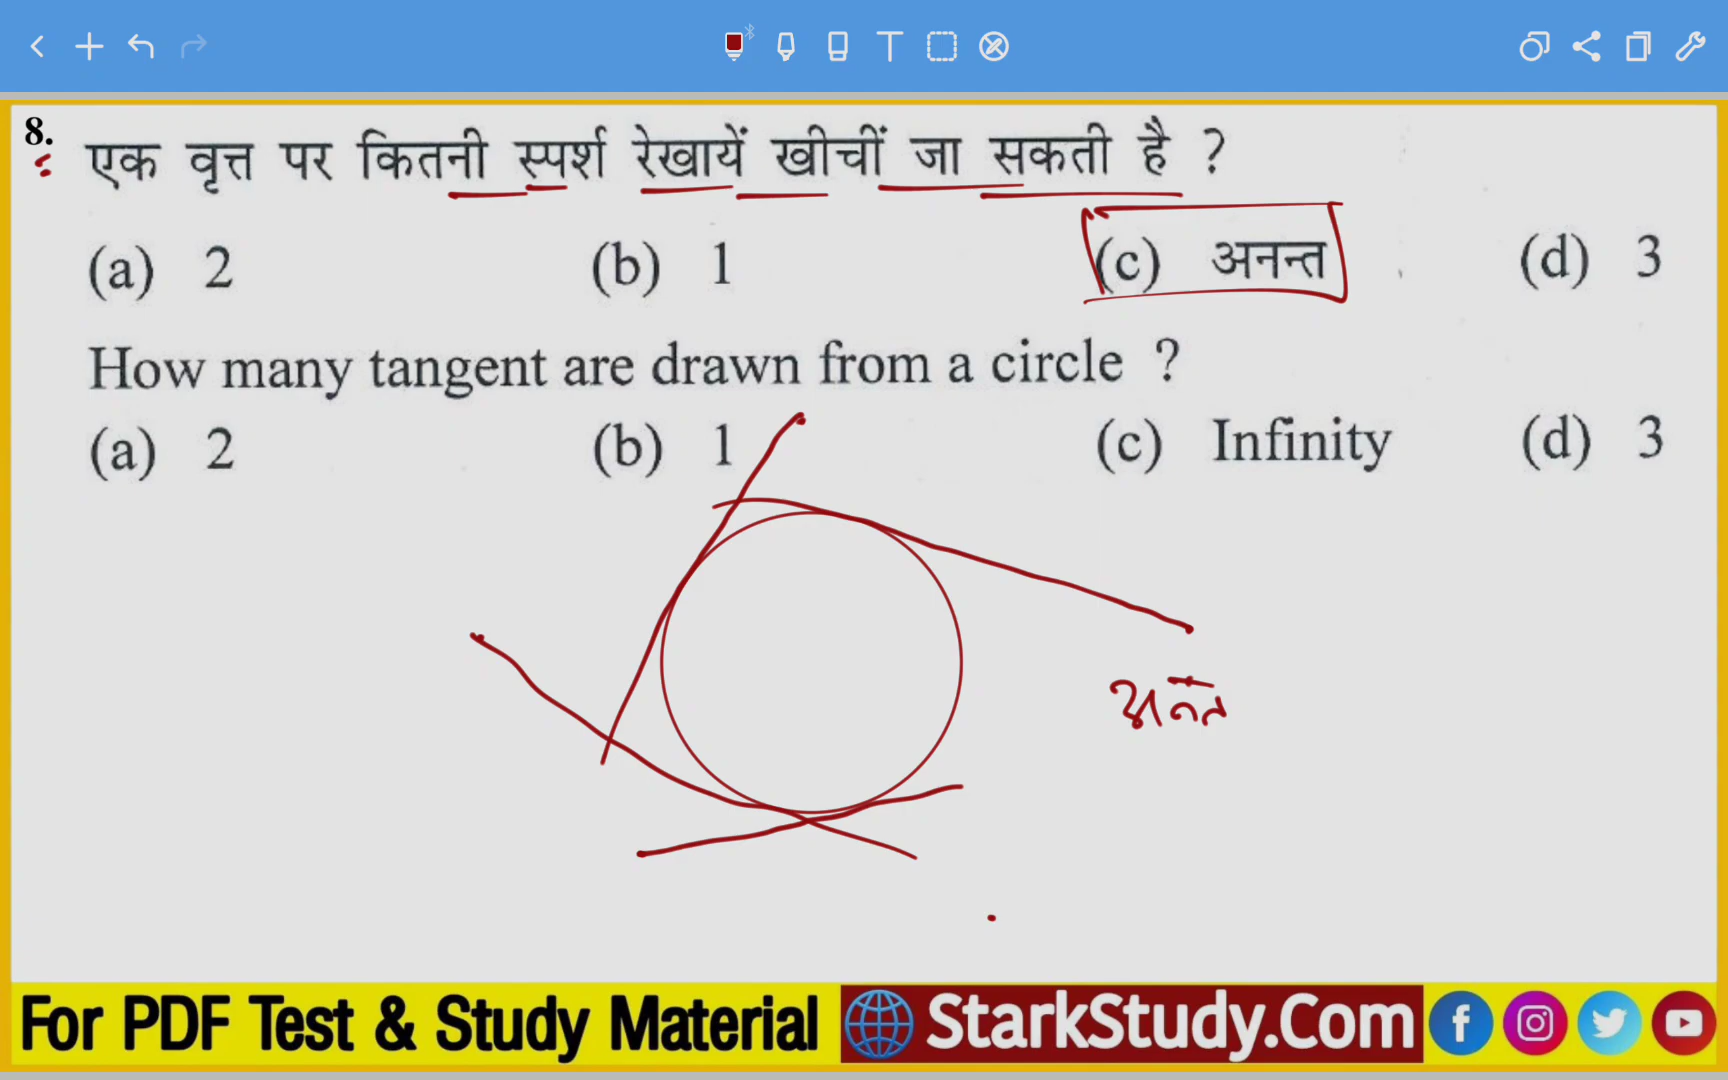 8.
एक वृत्त पर कितनी स्पर्श रेखायें खीचीं जा सकती है ?
(a) 2 (b) 1 (c) अनन्त (d) 3
How many tangent are drawn from a circle ?
(a) 2 (b) 1 (c) Infinity (d) 3
अनन्त
For PDF Test & Study Material StarkStudy.Com